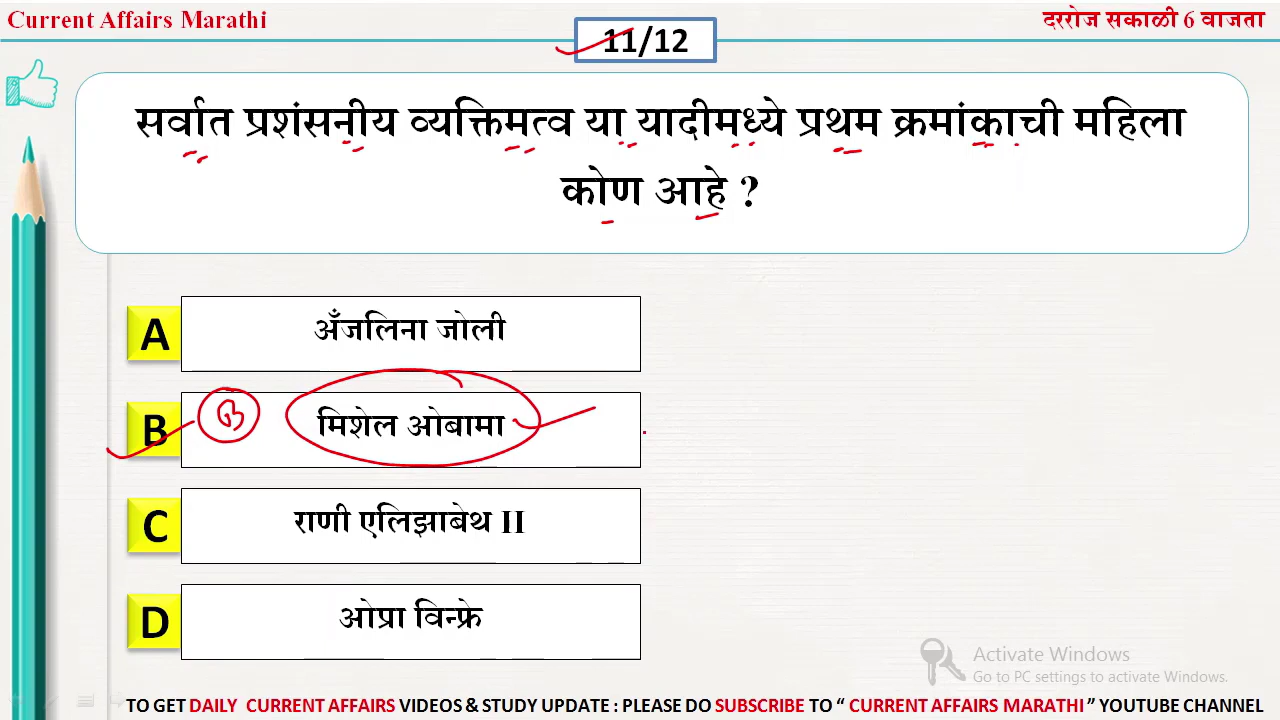 Current Affairs Marathi
दररोज सकाळी 6 वाजता
11/12
सर्वात प्रशंसनीय व्यक्तिमत्व या यादीमध्ये प्रथम क्रमांकाची महिला
कोण आहे ?
A अँजलिना जोली
B B मिशेल ओबामा
C राणी एलिझाबेथ II
D ओप्रा विन्फ्रे
Activate Windows
Go to PC settings to activate Windows.
TO GET DAILY CURRENT AFFAIRS VIDEOS & STUDY UPDATE : PLEASE DO SUBSCRIBE TO “ CURRENT AFFAIRS MARATHI ” YOUTUBE CHANNEL